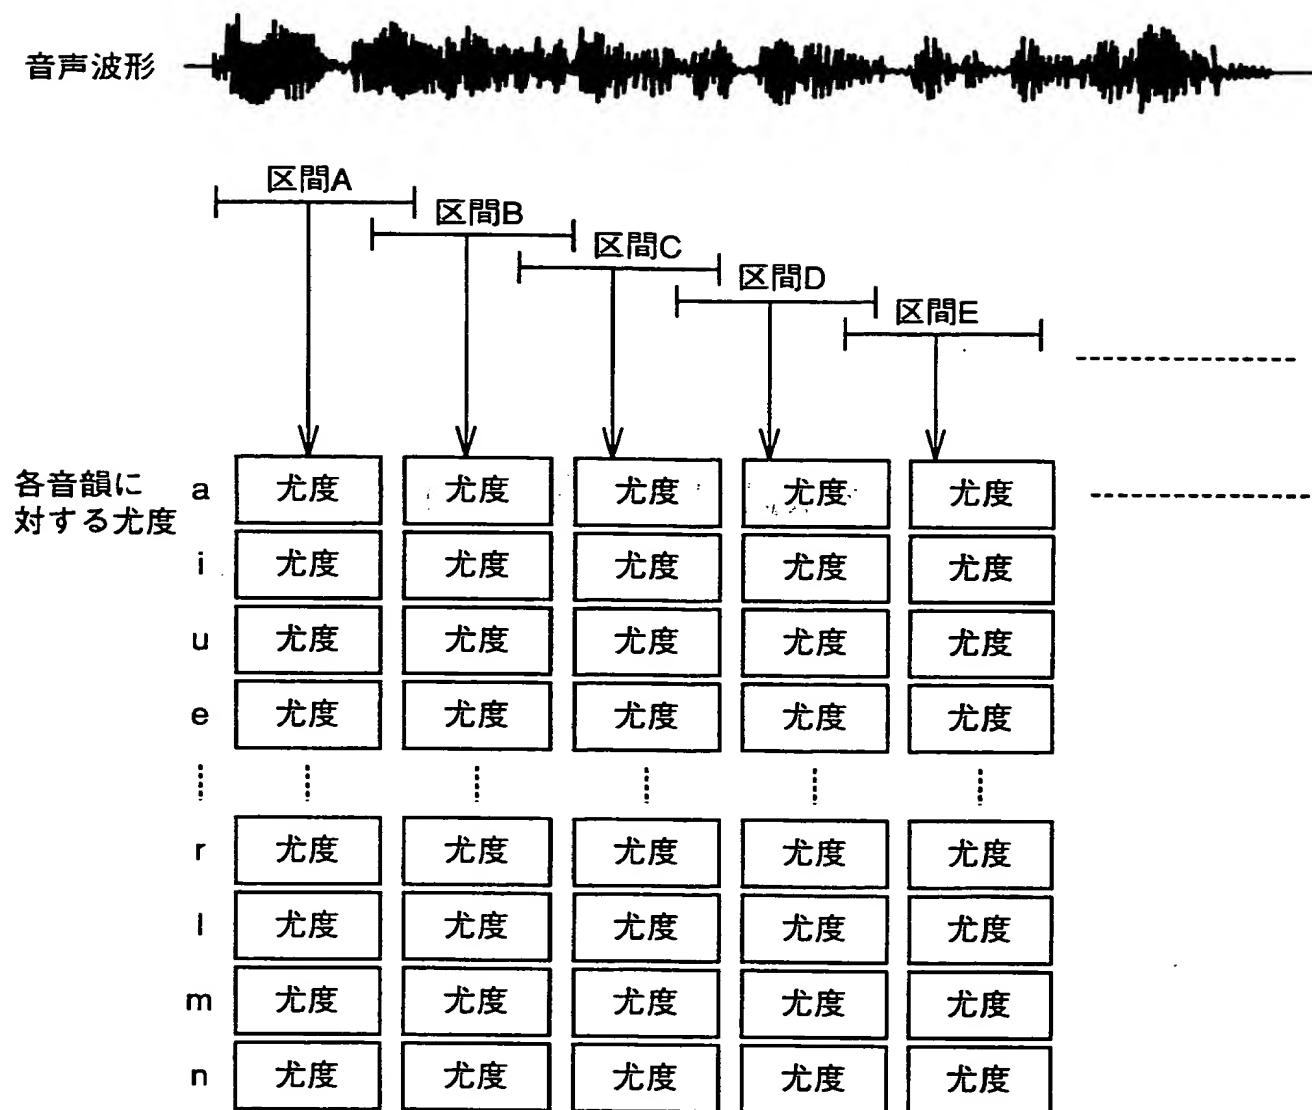 音声波形
区間A
区間B
区間C
区間D
区間E
各音韻に
対する尤度
a 尤度 尤度 尤度 尤度 尤度
i 尤度 尤度 尤度 尤度 尤度
u 尤度 尤度 尤度 尤度 尤度
e 尤度 尤度 尤度 尤度 尤度
r 尤度 尤度 尤度 尤度 尤度
l 尤度 尤度 尤度 尤度 尤度
m 尤度 尤度 尤度 尤度 尤度
n 尤度 尤度 尤度 尤度 尤度